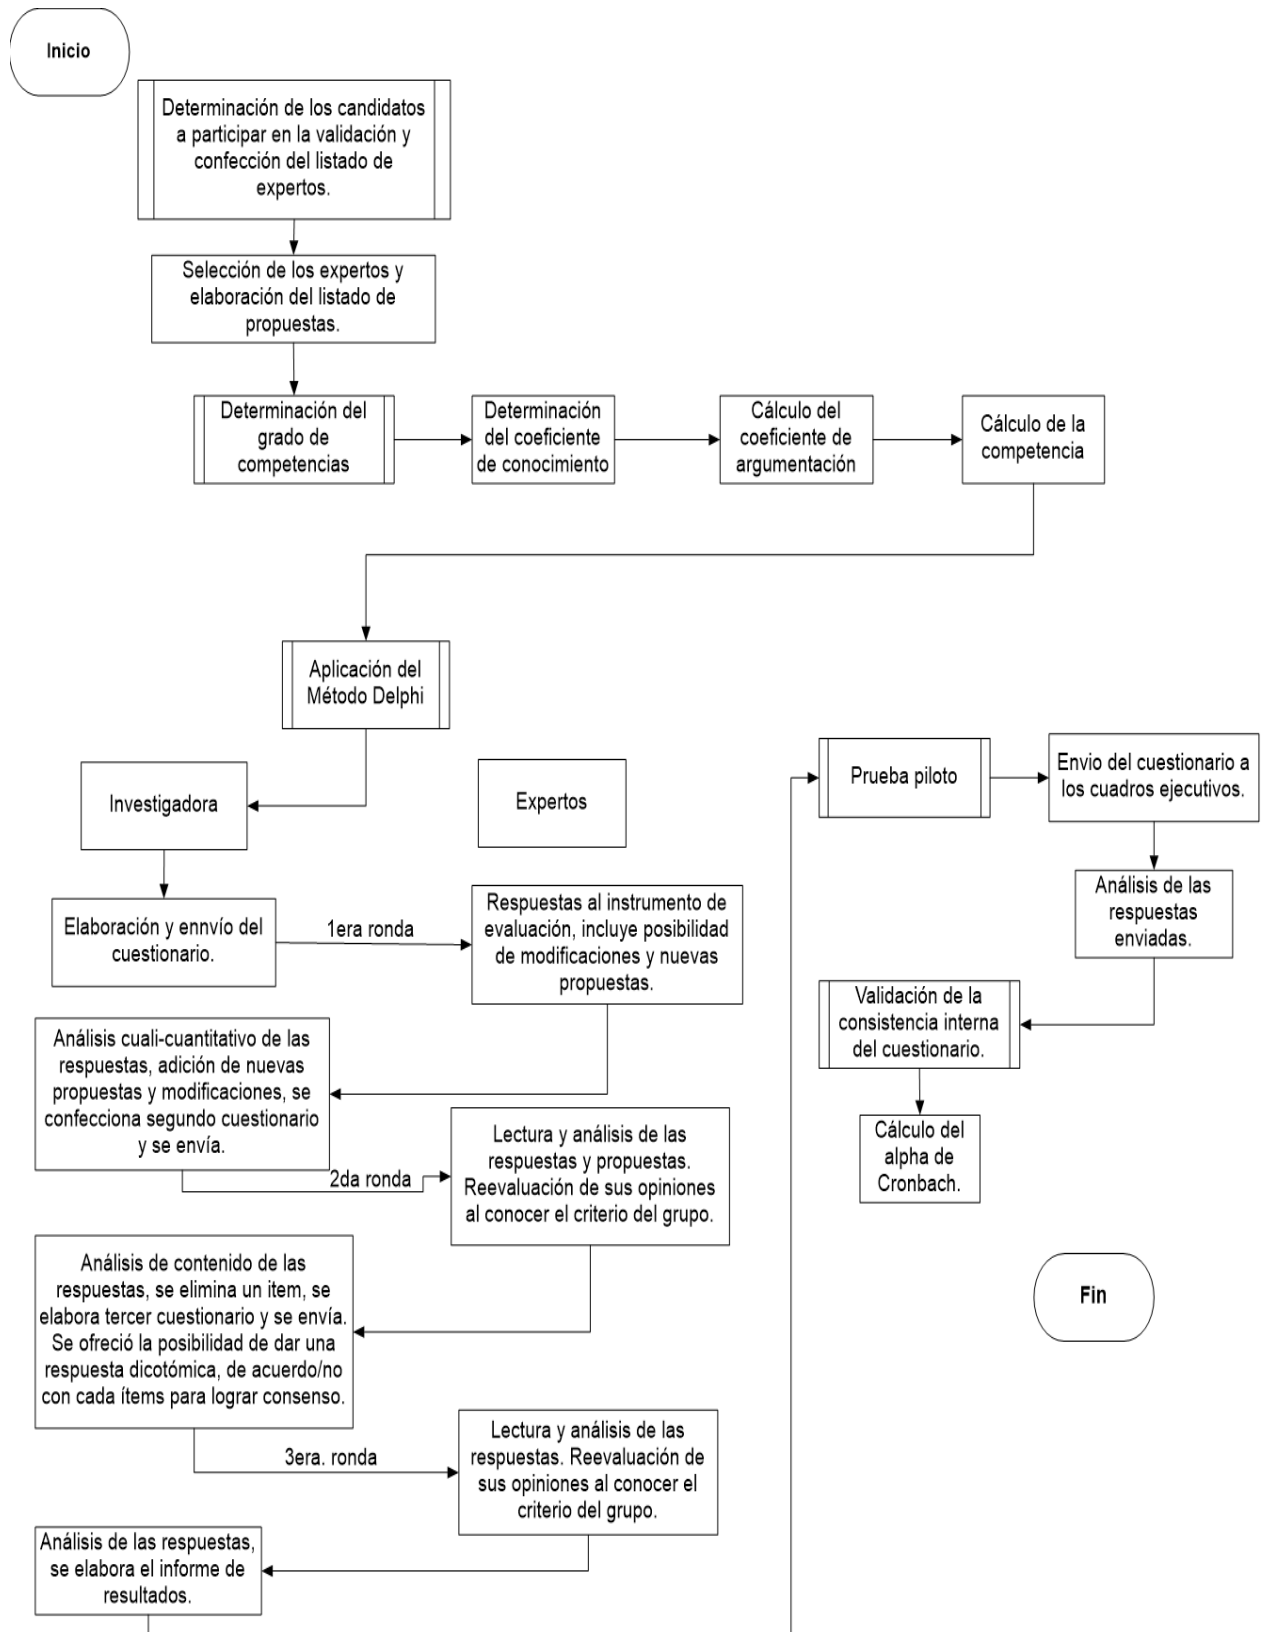 Inicio
Determinación de los candidatos
a participar en la validación y
confección del listado de
expertos.
Selección de los expertos y
elaboración del listado de
propuestas.
Determinación del
grado de
competencias
Determinación
del coeficiente
de conocimiento
Cálculo del
coeficiente de
argumentación
Cálculo de la
competencia
Aplicación del
Método Delphi
Investigadora
Expertos
Elaboración y ennvío del
cuestionario.
1era ronda
Respuestas al instrumento de
evaluación, incluye posibilidad
de modificaciones y nuevas
propuestas.
Análisis cuali-cuantitativo de las
respuestas, adición de nuevas
propuestas y modificaciones, se
confecciona segundo cuestionario
y se envía.
2da ronda
Lectura y análisis de las
respuestas y propuestas.
Reevaluación de sus opiniones
al conocer el criterio del grupo.
Análisis de contenido de las
respuestas, se elimina un item, se
elabora tercer cuestionario y se envía.
Se ofreció la posibilidad de dar una
respuesta dicotómica, de acuerdo/no
con cada ítems para lograr consenso.
3era. ronda
Lectura y análisis de las
respuestas. Reevaluación de
sus opiniones al conocer el
criterio del grupo.
Análisis de las respuestas,
se elabora el informe de
resultados.
Prueba piloto
Envio del cuestionario a
los cuadros ejecutivos.
Análisis de las
respuestas
enviadas.
Validación de la
consistencia interna
del cuestionario.
Cálculo del
alpha de
Cronbach.
Fin